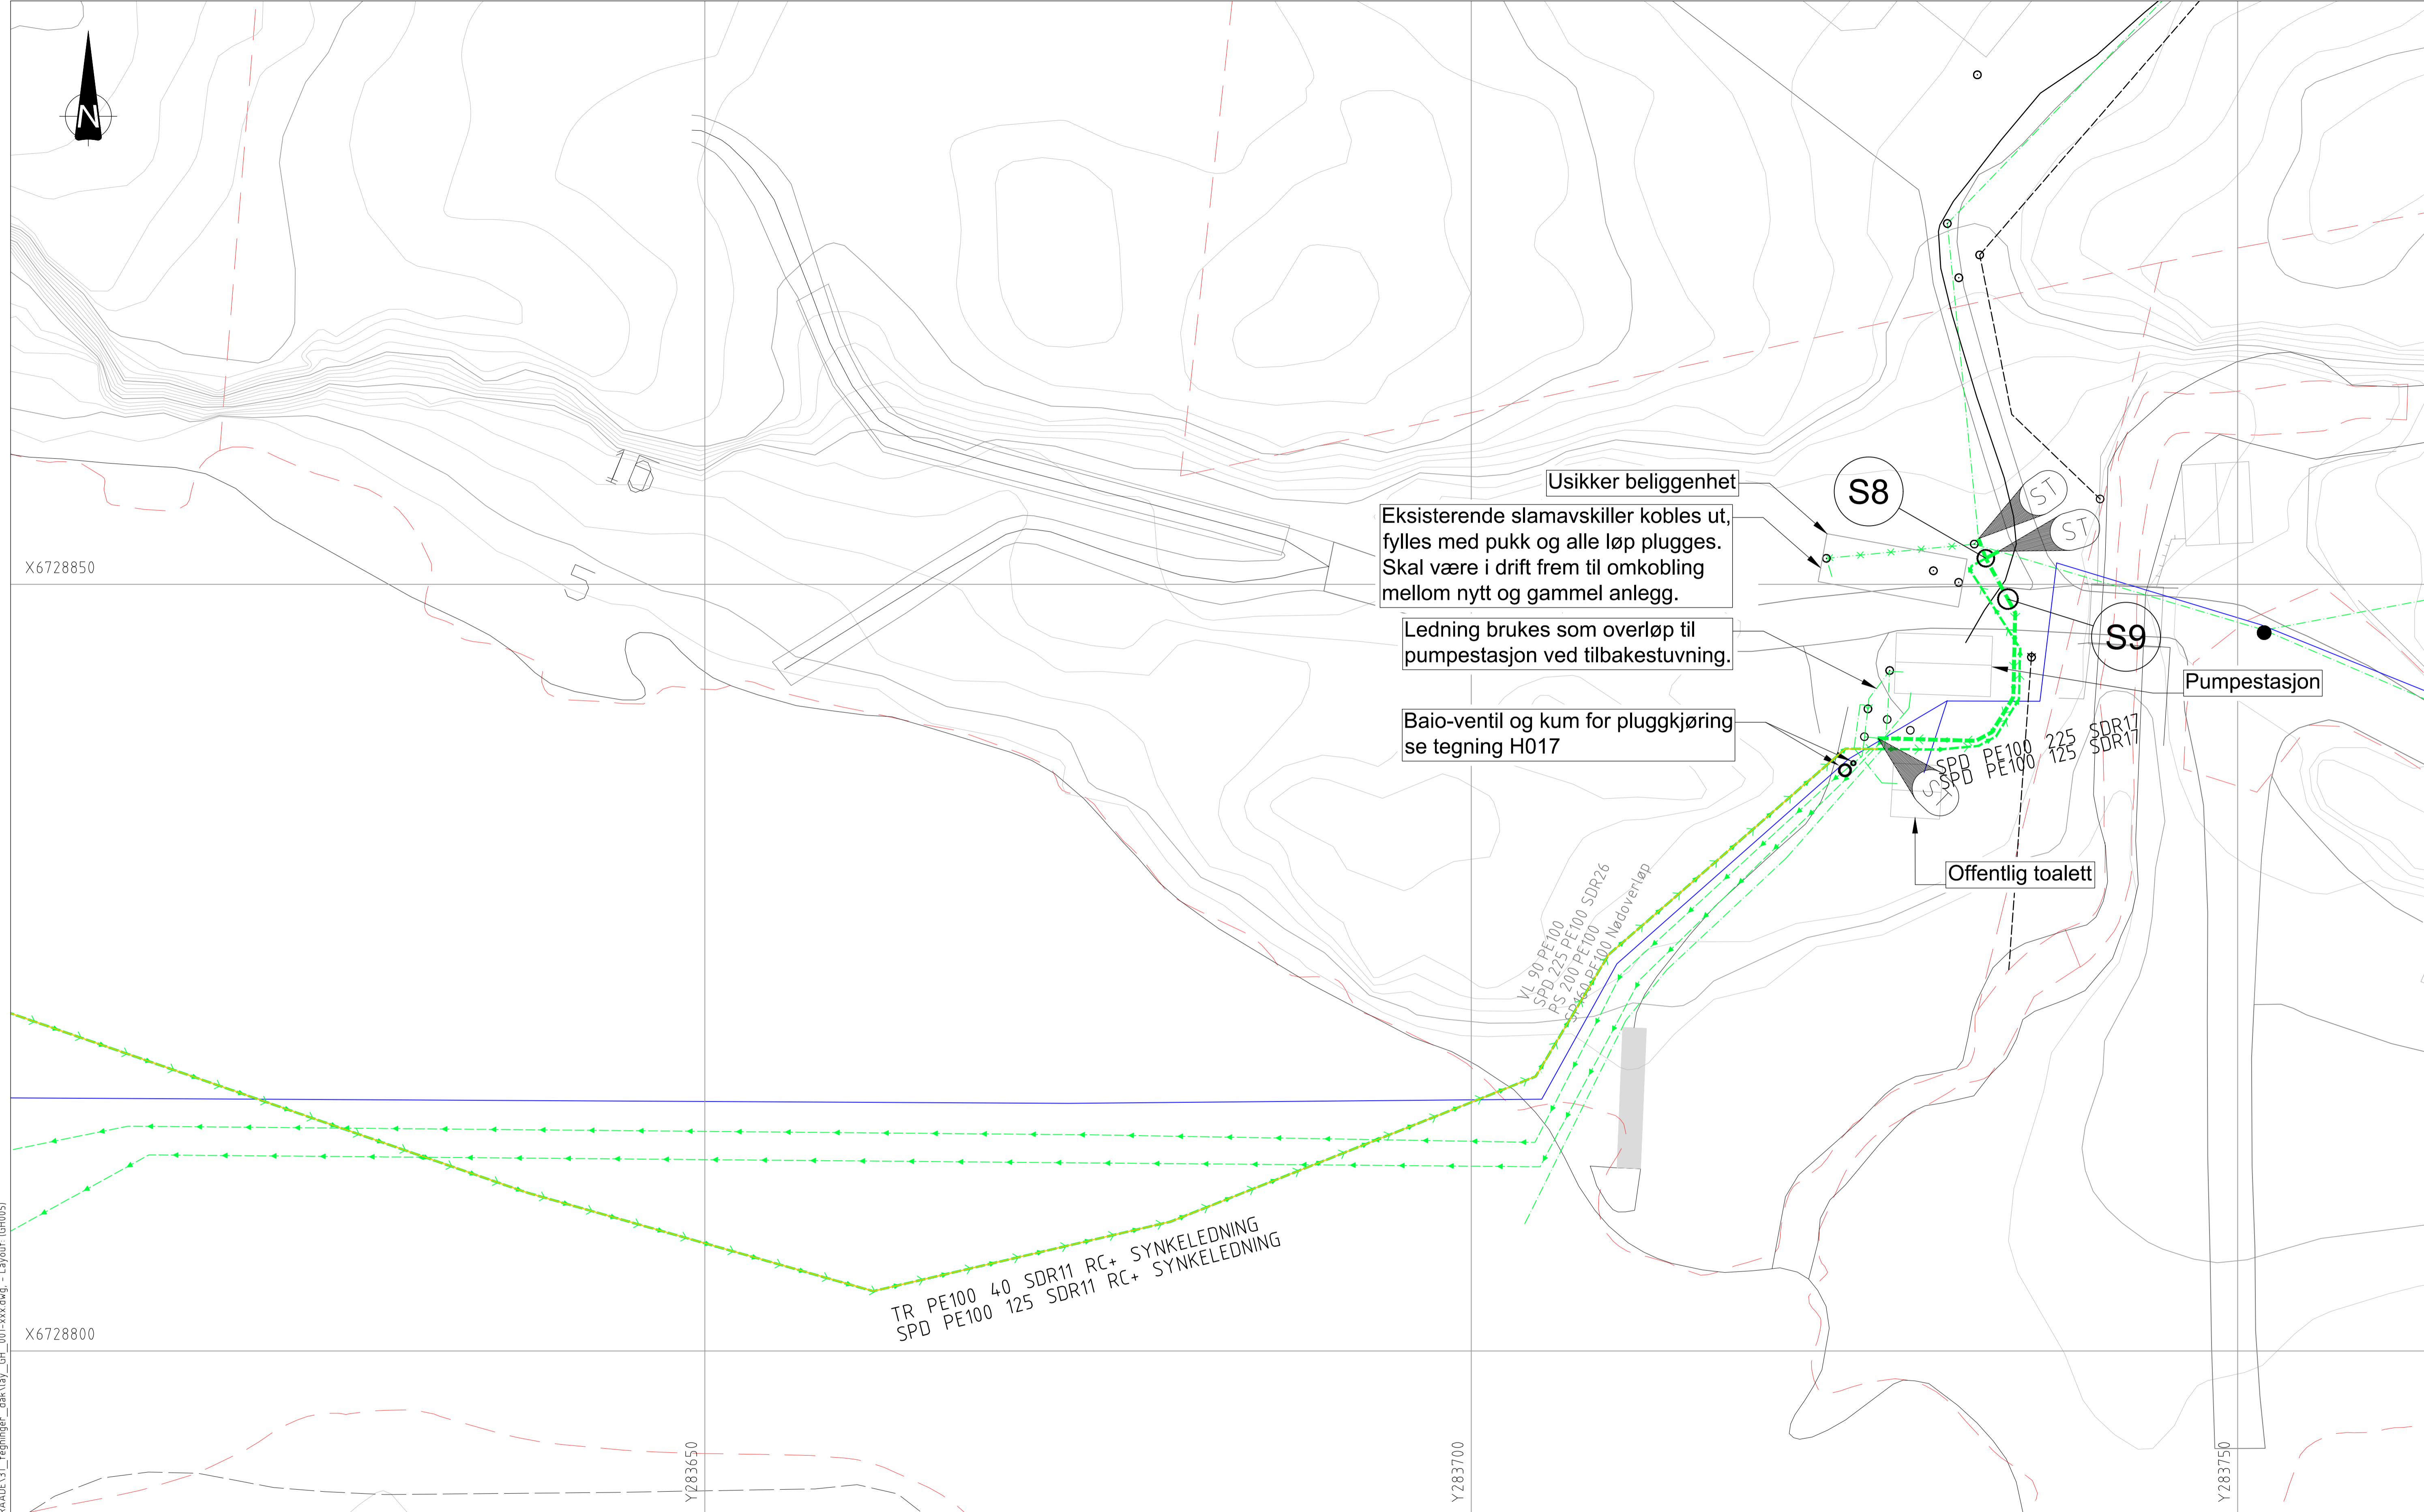 N
10
5
X6728850
Usikker beliggenhet
Eksisterende slamavskiller kobles ut,
fylles med pukk og alle løp plugges.
Skal være i drift frem til omkobling
mellom nytt og gammel anlegg.
Ledning brukes som overløp til
pumpestasjon ved tilbakestuvning.
Baio-ventil og kum for pluggkjøring
se tegning H017
S8
ST
ST
S9
Pumpestasjon
SPD PE100 225 SDR17
SPD PE100 125 SDR17
ST
Offentlig toalett
VL 90 PE100
SPD 225 PE100 SDR26
PS 200 PE100
SP160 PE100 Nødoverløp
TR PE100 40 SDR11 RC+ SYNKELEDNING
SPD PE100 125 SDR11 RC+ SYNKELEDNING
X6728800
Y283650
Y283700
Y283750